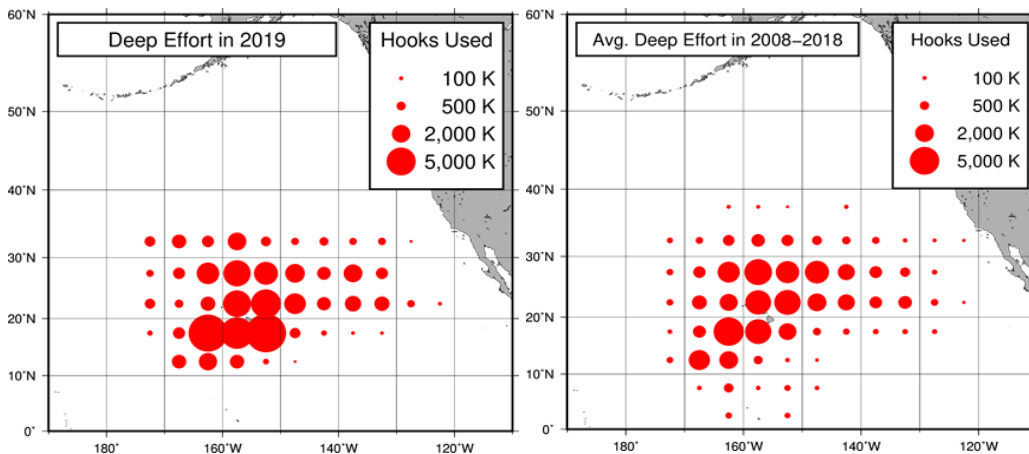 Deep Effort in 2019
Hooks Used
100 K
500 K
2,000 K
5,000 K
60˚N
50˚N
40˚N
30˚N
20˚N
10˚N
0˚
180˚
160˚W
140˚W
120˚W
Avg. Deep Effort in 2008−2018
Hooks Used
100 K
500 K
2,000 K
5,000 K
60˚N
50˚N
40˚N
30˚N
20˚N
10˚N
0˚
180˚
160˚W
140˚W
120˚W